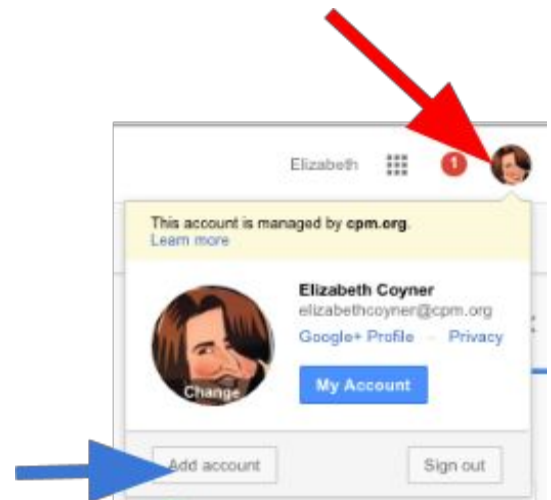 Elizabeth 1
This account is managed by cpm.org.
Learn more
Elizabeth Coyner
elizabethcoyner@cpm.org
Google+ Profile – Privacy
Change
My Account
Add account Sign out